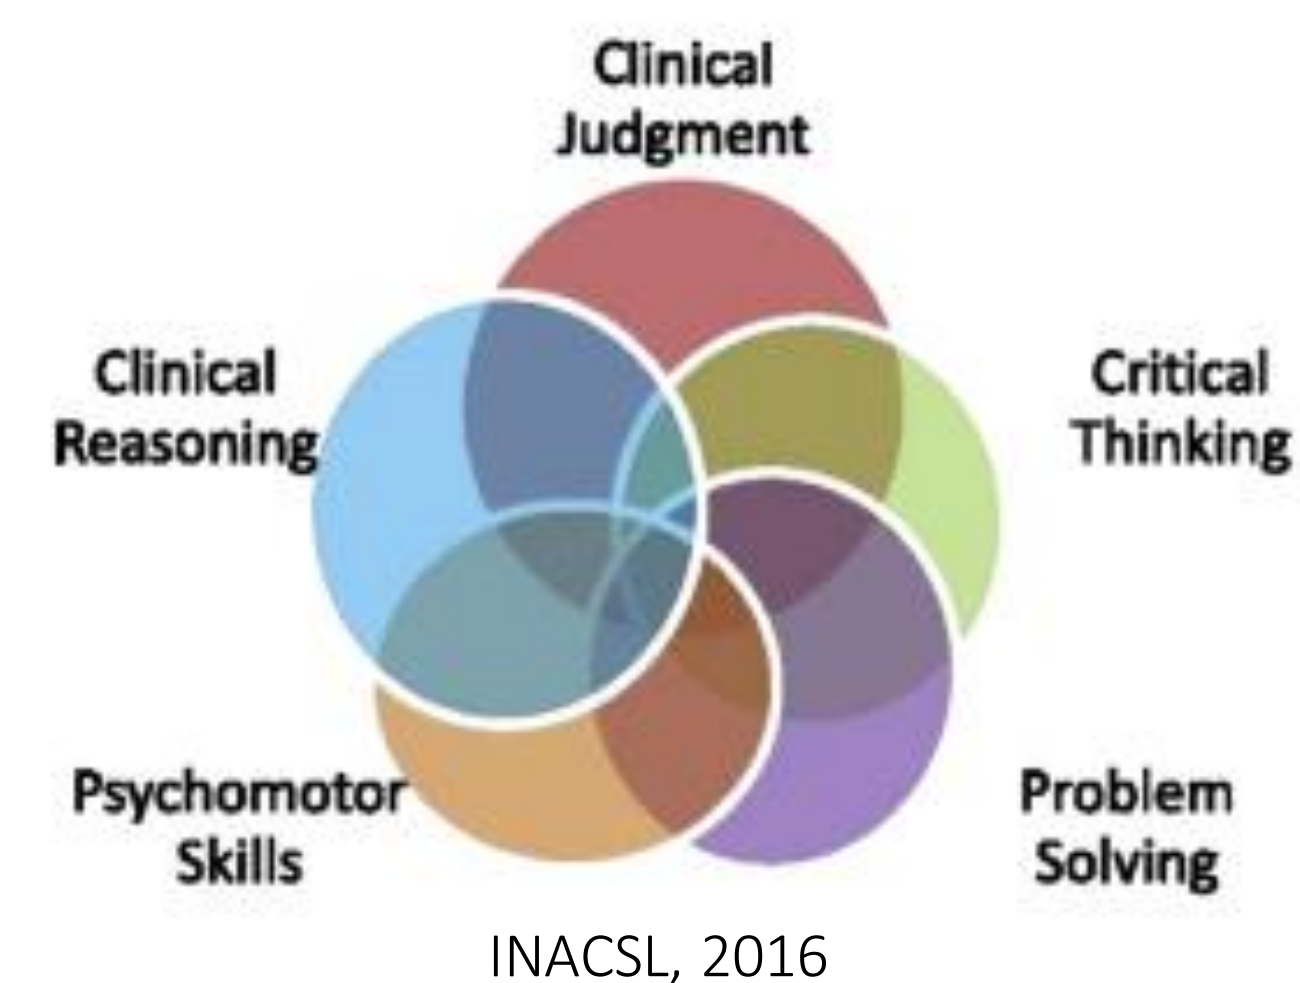 Clinical
Judgment
Clinical
Reasoning
Critical
Thinking
Psychomotor
Skills
Problem
Solving
INACSL, 2016